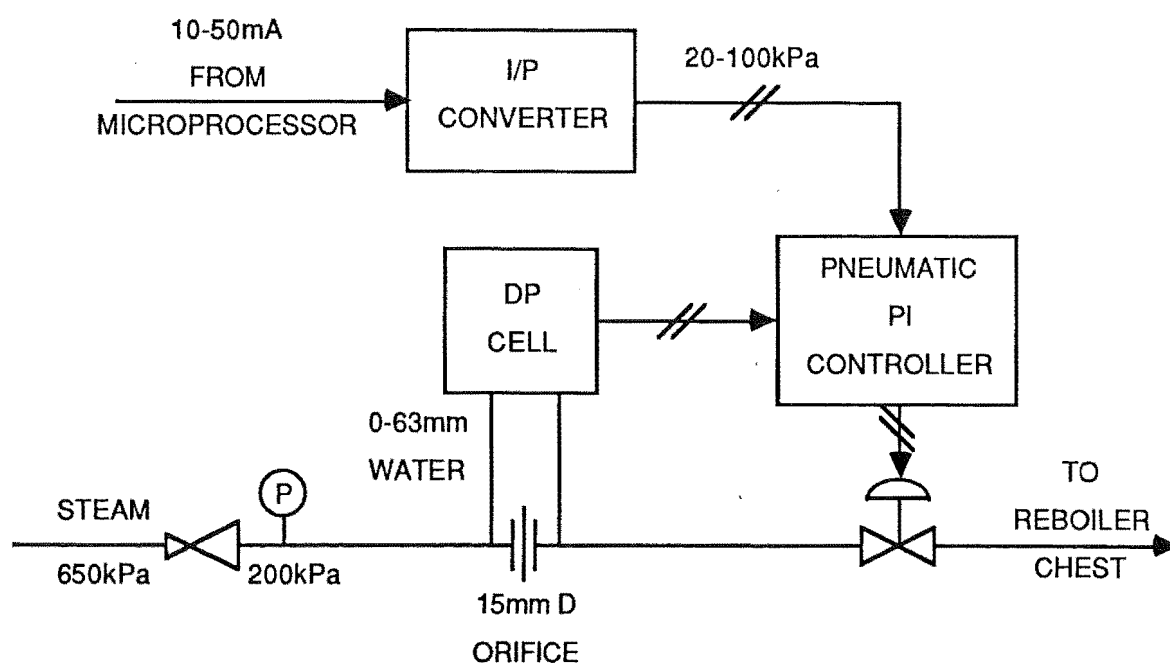 10-50mA
FROM
MICROPROCESSOR
I/P
CONVERTER
20-100kPa
DP
CELL
PNEUMATIC
PI
CONTROLLER
0-63mm
WATER
P
STEAM
650kPa
200kPa
15mm D
ORIFICE
TO
REBOILER
CHEST